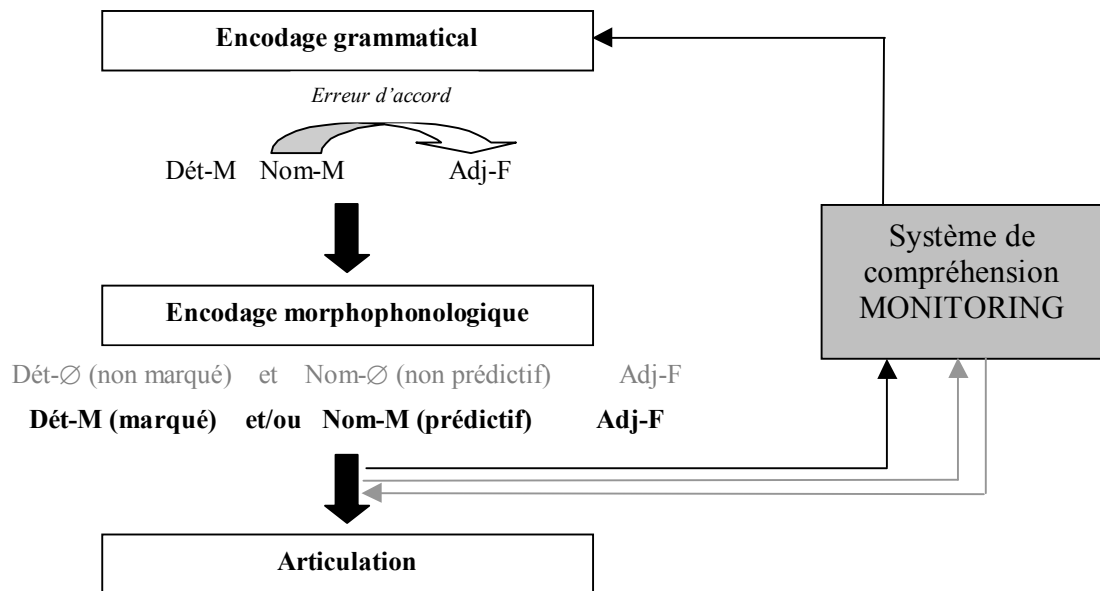 Encodage grammatical
Erreur d’accord
Dét-M Nom-M Adj-F
Système de
compréhension
MONITORING
Encodage morphophonologique
Dét-∅ (non marqué) et Nom-∅ (non prédictif) Adj-F
Dét-M (marqué) et/ou Nom-M (prédictif) Adj-F
Articulation